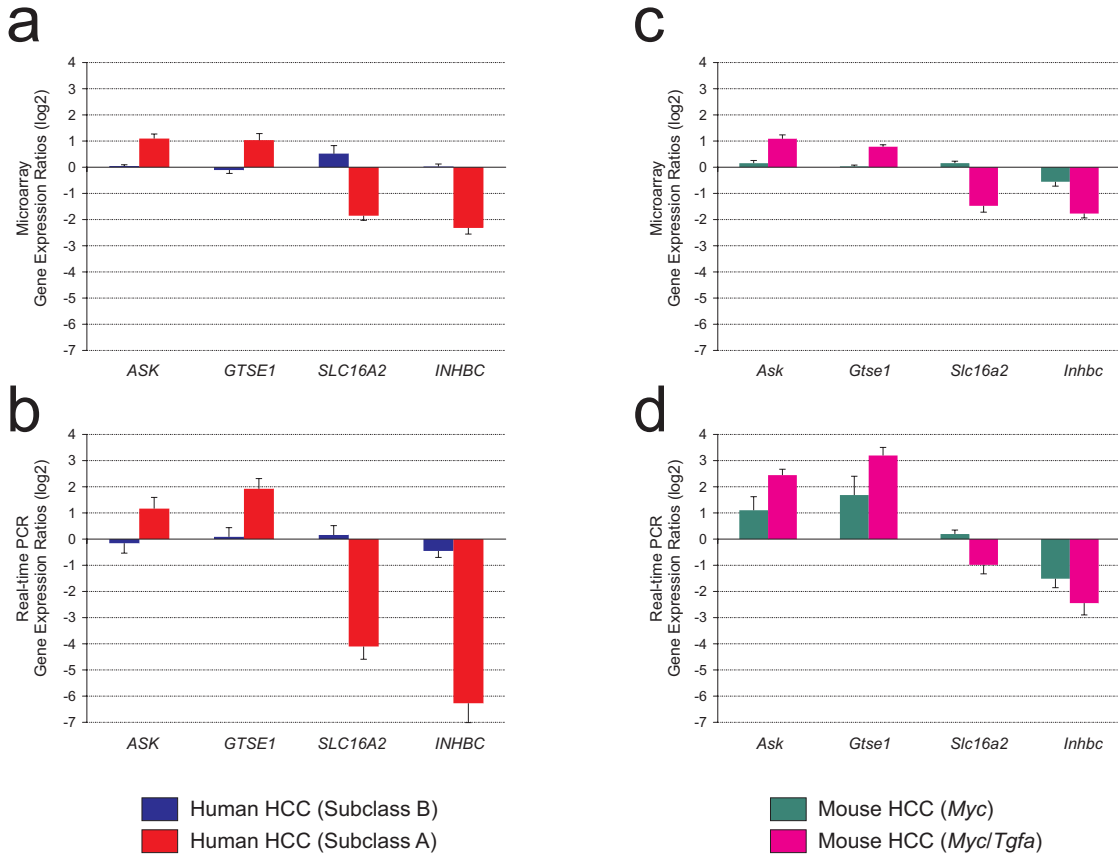 a
4
3
2
1
0
-1
-2
-3
-4
-5
-6
-7
Microarray
Gene Expression Ratios (log2)
ASK GTSE1 SLC16A2 INHBC
c
4
3
2
1
0
-1
-2
-3
-4
-5
-6
-7
Microarray
Gene Expression Ratios (log2)
Ask Gtse1 Slc16a2 Inhbc
b
4
3
2
1
0
-1
-2
-3
-4
-5
-6
-7
Real-time PCR
Gene Expression Ratios (log2)
ASK GTSE1 SLC16A2 INHBC
d
4
3
2
1
0
-1
-2
-3
-4
-5
-6
-7
Real-time PCR
Gene Expression Ratios (log2)
Ask Gtse1 Slc16a2 Inhbc
Human HCC (Subclass B)
Human HCC (Subclass A)
Mouse HCC (Myc)
Mouse HCC (Myc/Tgfa)